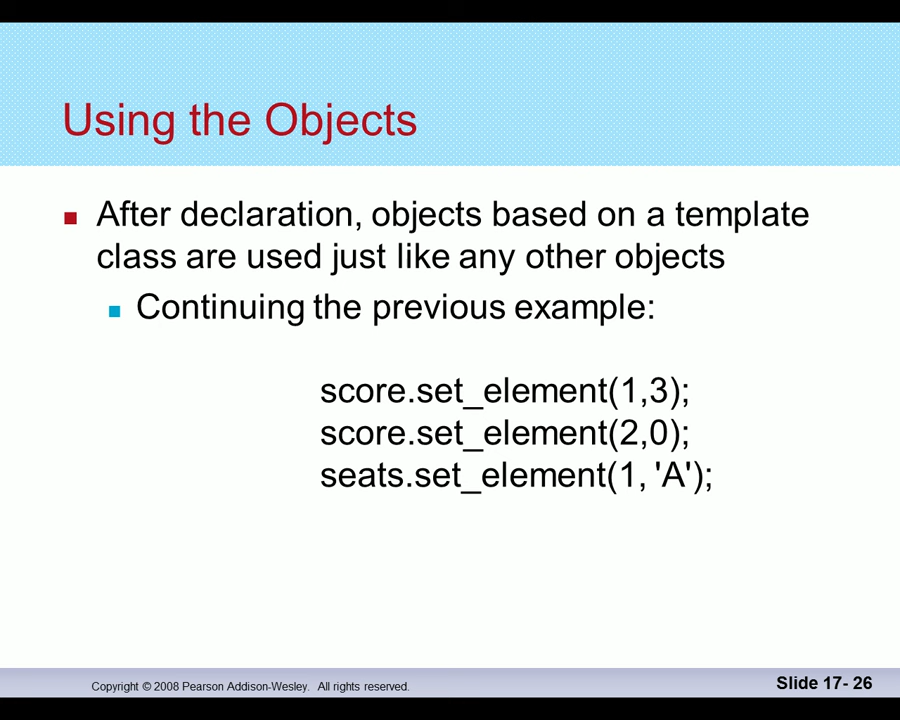 Using the Objects
After declaration, objects based on a template
class are used just like any other objects
Continuing the previous example:
score.set_element(1,3);
score.set_element(2,0);
seats.set_element(1, 'A');
Copyright © 2008 Pearson Addison-Wesley. All rights reserved.
Slide 17- 26